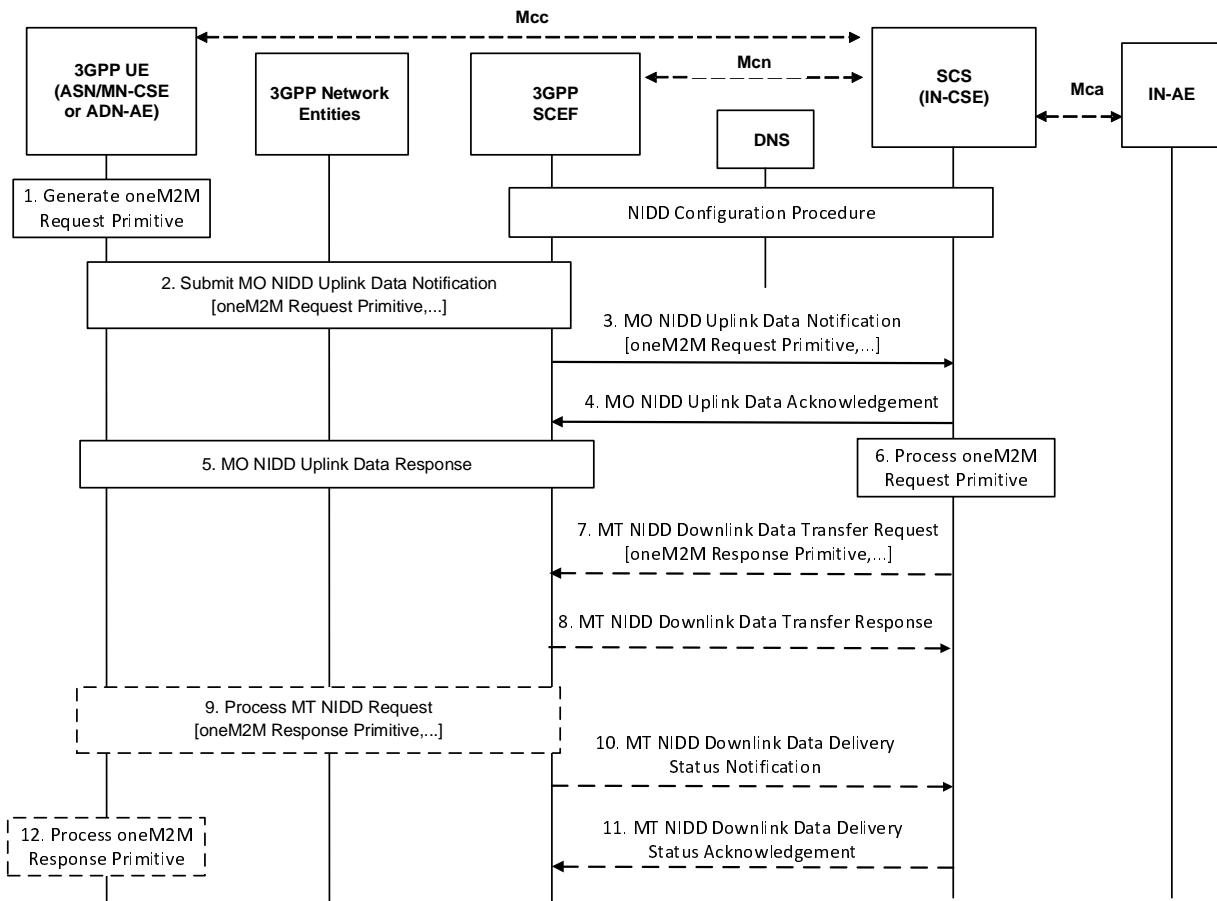 Mcc
3GPP UE
(ASN/MN-CSE
or ADN-AE)
3GPP Network
Entities
3GPP
SCEF
Mcn
DNS
SCS
(IN-CSE)
Mca
IN-AE
1. Generate oneM2M
Request Primitive
NIDD Configuration Procedure
2. Submit MO NIDD Uplink Data Notification
[oneM2M Request Primitive,...]
3. MO NIDD Uplink Data Notification
[oneM2M Request Primitive,...]
4. MO NIDD Uplink Data Acknowledgement
5. MO NIDD Uplink Data Response
6. Process oneM2M
Request Primitive
7. MT NIDD Downlink Data Transfer Request
[oneM2M Response Primitive,...]
8. MT NIDD Downlink Data Transfer Response
9. Process MT NIDD Request
[oneM2M Response Primitive,...]
10. MT NIDD Downlink Data Delivery
Status Notification
11. MT NIDD Downlink Data Delivery
Status Acknowledgement
12. Process oneM2M
Response Primitive